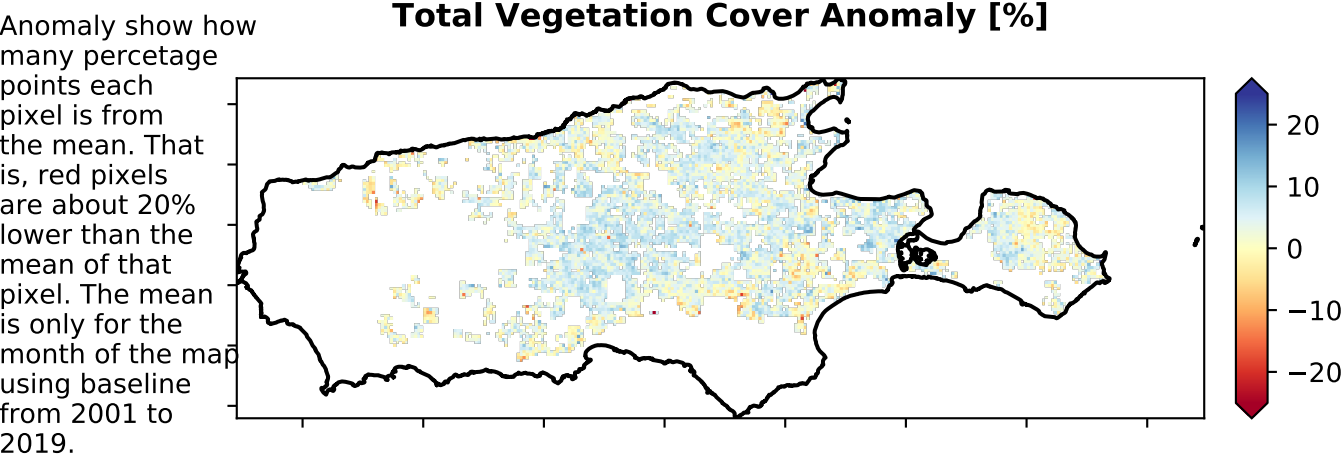 Total Vegetation Cover Anomaly [%]
Anomaly show how
many percetage
points each
pixel is from
the mean. That
is, red pixels
are about 20%
lower than the
mean of that
pixel. The mean
is only for the
month of the map
using baseline
from 2001 to
2019.
20
10
0
−10
−20